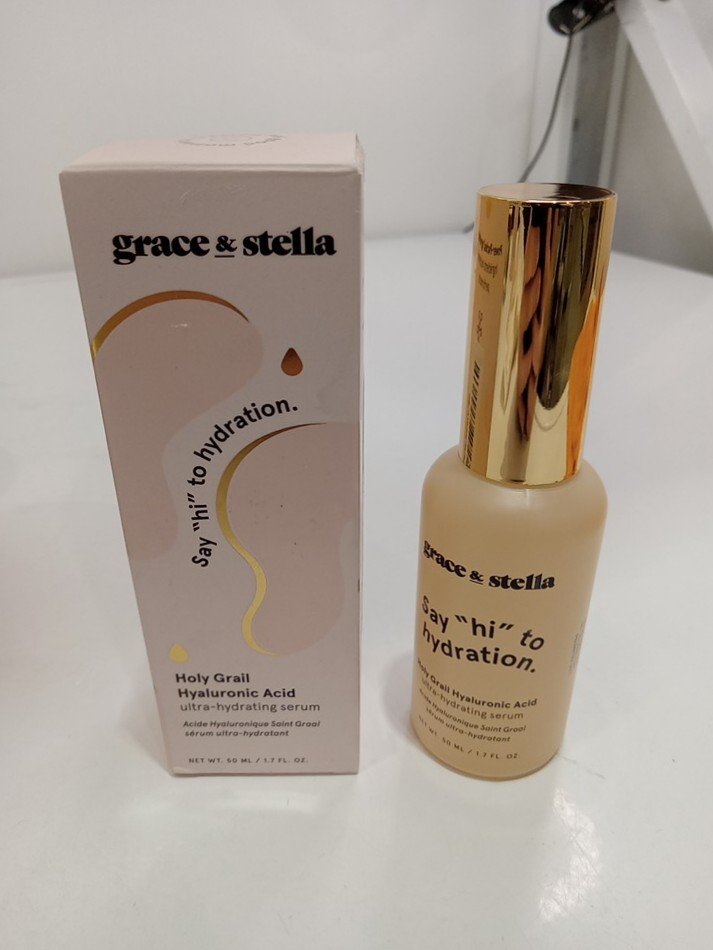 grace & stella
Say "hi" to hydration.
Holy Grail
Hyaluronic Acid
ultra-hydrating serum
Acide Hyaluronique Saint Graal
sérum ultra-hydratant
NET WT. 50 ML / 1.7 FL. OZ.
grace & stella
Say "hi" to
hydration.
Holy Grail Hyaluronic Acid
ultra-hydrating serum
Acide Hyaluronique Saint Graal
sérum ultra-hydratant
NET WT. 50 ML / 1.7 FL. OZ.